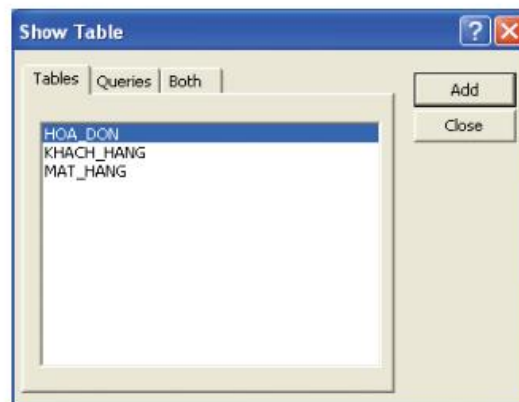 Show Table
Tables Queries Both
Add
Close
HOA_DON
KHACH_HANG
MAT_HANG